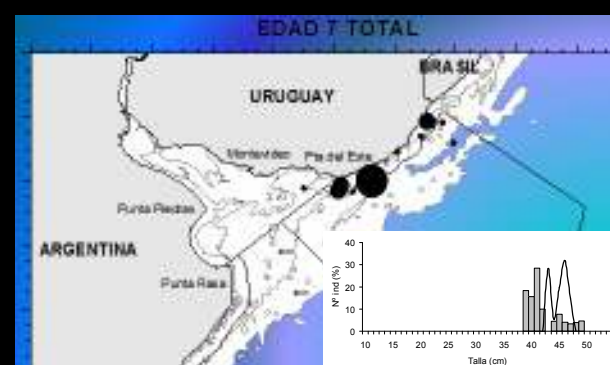 EDAD 7 TOTAL
BRASIL
URUGUAY
Montevideo
Pta del Este
Punta Piedras
ARGENTINA
Punta Rasa
Nº ind (%)
40
30
20
10
0
10 15 20 25 30 35 40 45 50
Talla (cm)